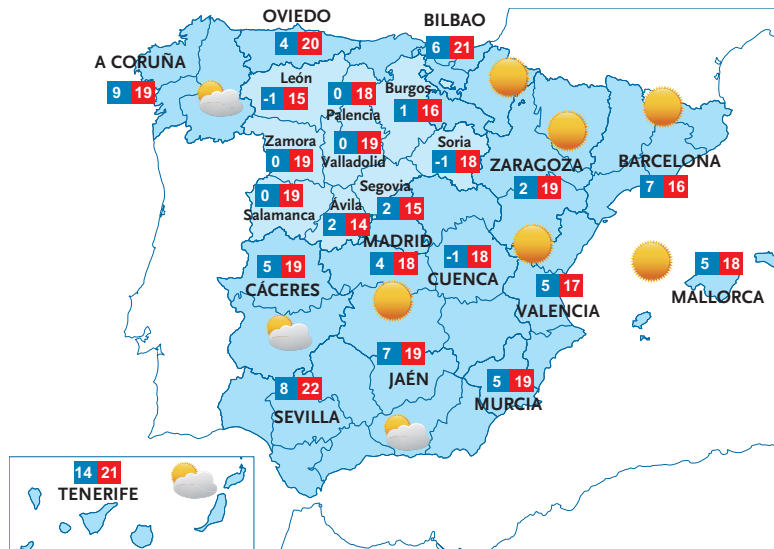 OVIEDO
4 20
BILBAO
6 21
A CORUÑA
9 19
León
-1 15
0 18
Palencia
Burgos
1 16
Zamora
0 19
0 19
Valladolid
Soria
-1 18
ZARAGOZA
2 19
BARCELONA
7 16
0 19
Salamanca
Ávila
2 14
Segovia
2 15
MADRID
4 18
-1 18
CUENCA
5 19
CÁCERES
5 17
VALENCIA
5 18
MALLORCA
7 19
JAÉN
8 22
SEVILLA
5 19
MURCIA
14 21
TENERIFE